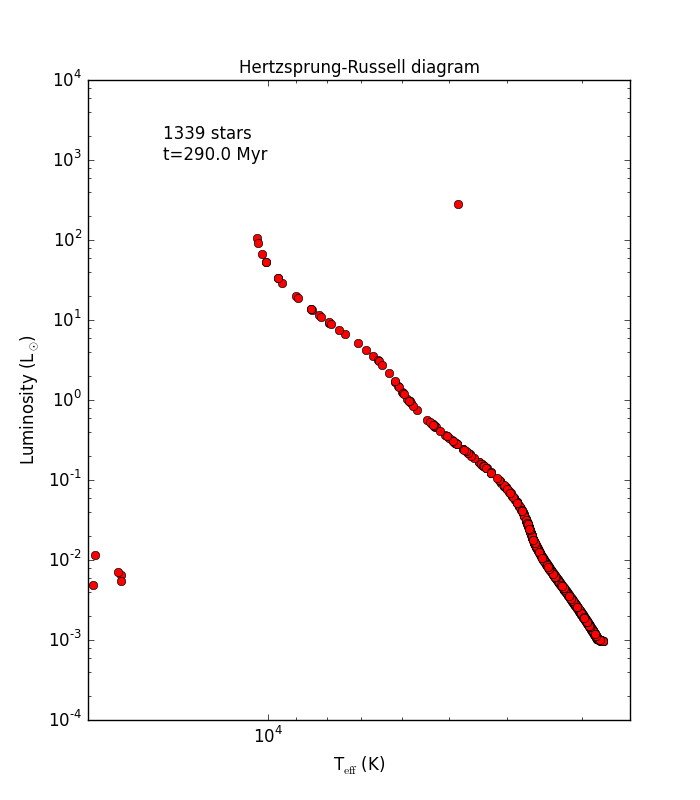 Hertzsprung-Russell diagram
1339 stars
t=290.0 Myr
10^4
10^3
10^2
10^1
10^0
10^-1
10^-2
10^-3
10^-4
Luminosity (L_⊙)
10^4
T_eff (K)